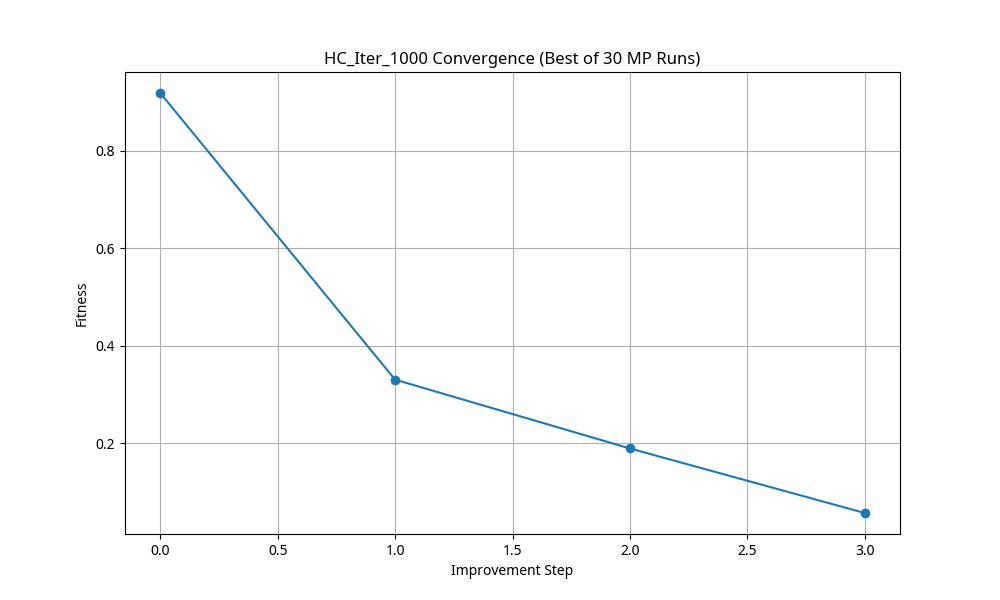 HC_Iter_1000 Convergence (Best of 30 MP Runs)
Fitness
0.8
0.6
0.4
0.2
0.0 0.5 1.0 1.5 2.0 2.5 3.0
Improvement Step